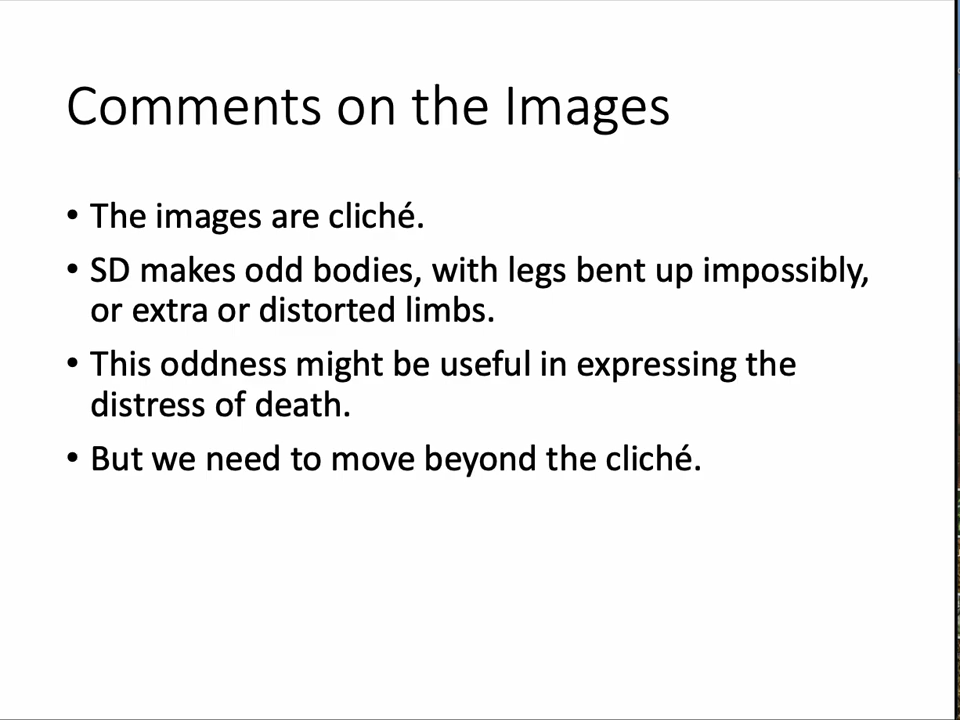 Comments on the Images
• The images are cliché.
• SD makes odd bodies, with legs bent up impossibly,
or extra or distorted limbs.
• This oddness might be useful in expressing the
distress of death.
• But we need to move beyond the cliché.